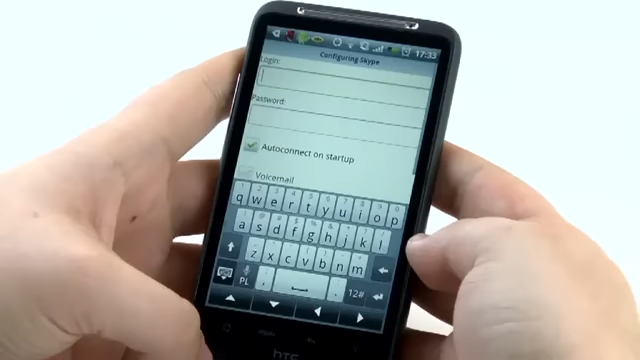 17:33
Configuring Skype
Login:
Password:
Autoconnect on startup
Voicemail
q w e r t y u i o p
a s d f g h j k l
z x c v b n m
PL , . 12#
hTC